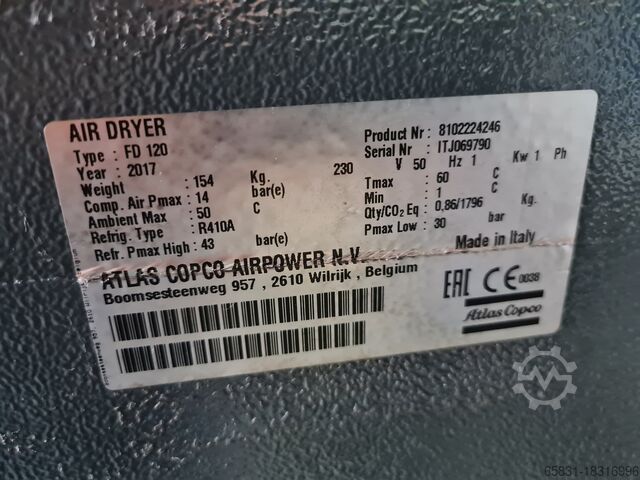 AIR DRYER
Product Nr : 8102224246
Type : FD 120
Serial Nr : ITJ069790
Year : 2017
230 V 50 Hz 1 Kw 1 Ph
Weight : 154 Kg.
Tmax : 60 C
Comp. Air Pmax : 14 bar(e)
Min : 1 C
Ambient Max : 50 C
Qty/CO2 Eq : 0,86/1796 Kg.
Refrig. Type : R410A
Pmax Low : 30 bar
Refr. Pmax High : 43 bar(e)
Made in Italy
ATLAS COPCO AIRPOWER N.V.
Boomsesteenweg 957 , 2610 Wilrijk , Belgium
EAC CE 0038
Atlas Copco
65831-18316996